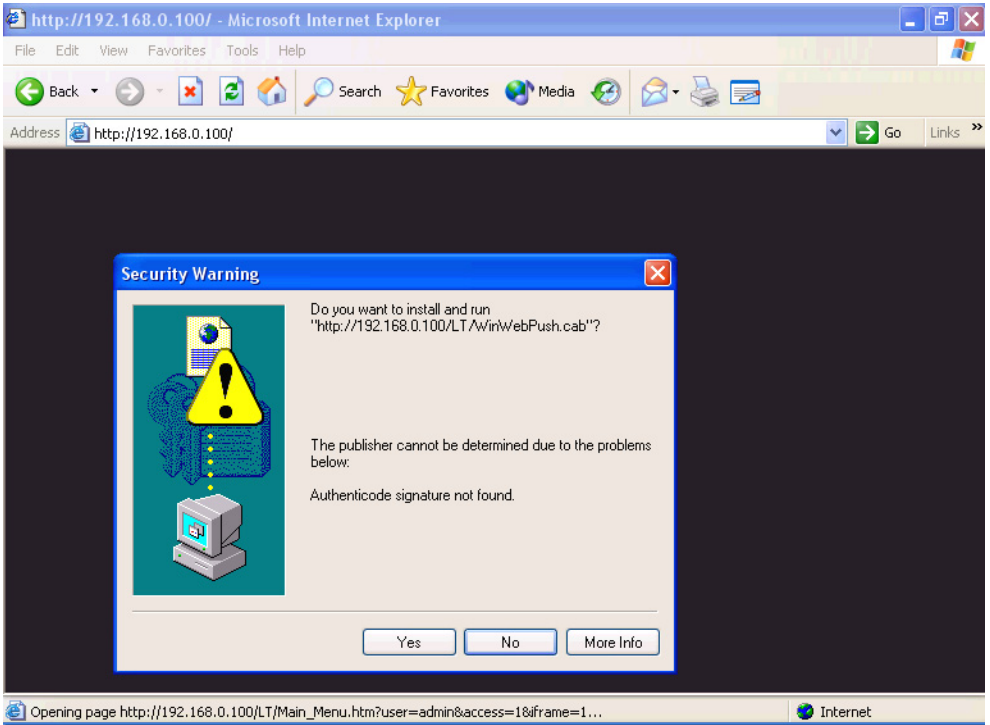 http://192.168.0.100/ - Microsoft Internet Explorer
File Edit View Favorites Tools Help
Back Search Favorites Media
Address http://192.168.0.100/ Go Links »
Security Warning
Do you want to install and run
"http://192.168.0.100/LT/WinWebPush.cab"?
The publisher cannot be determined due to the problems
below:
Authenticode signature not found.
Yes No More Info
Opening page http://192.168.0.100/LT/Main_Menu.htm?user=admin&access=1&iframe=1... Internet